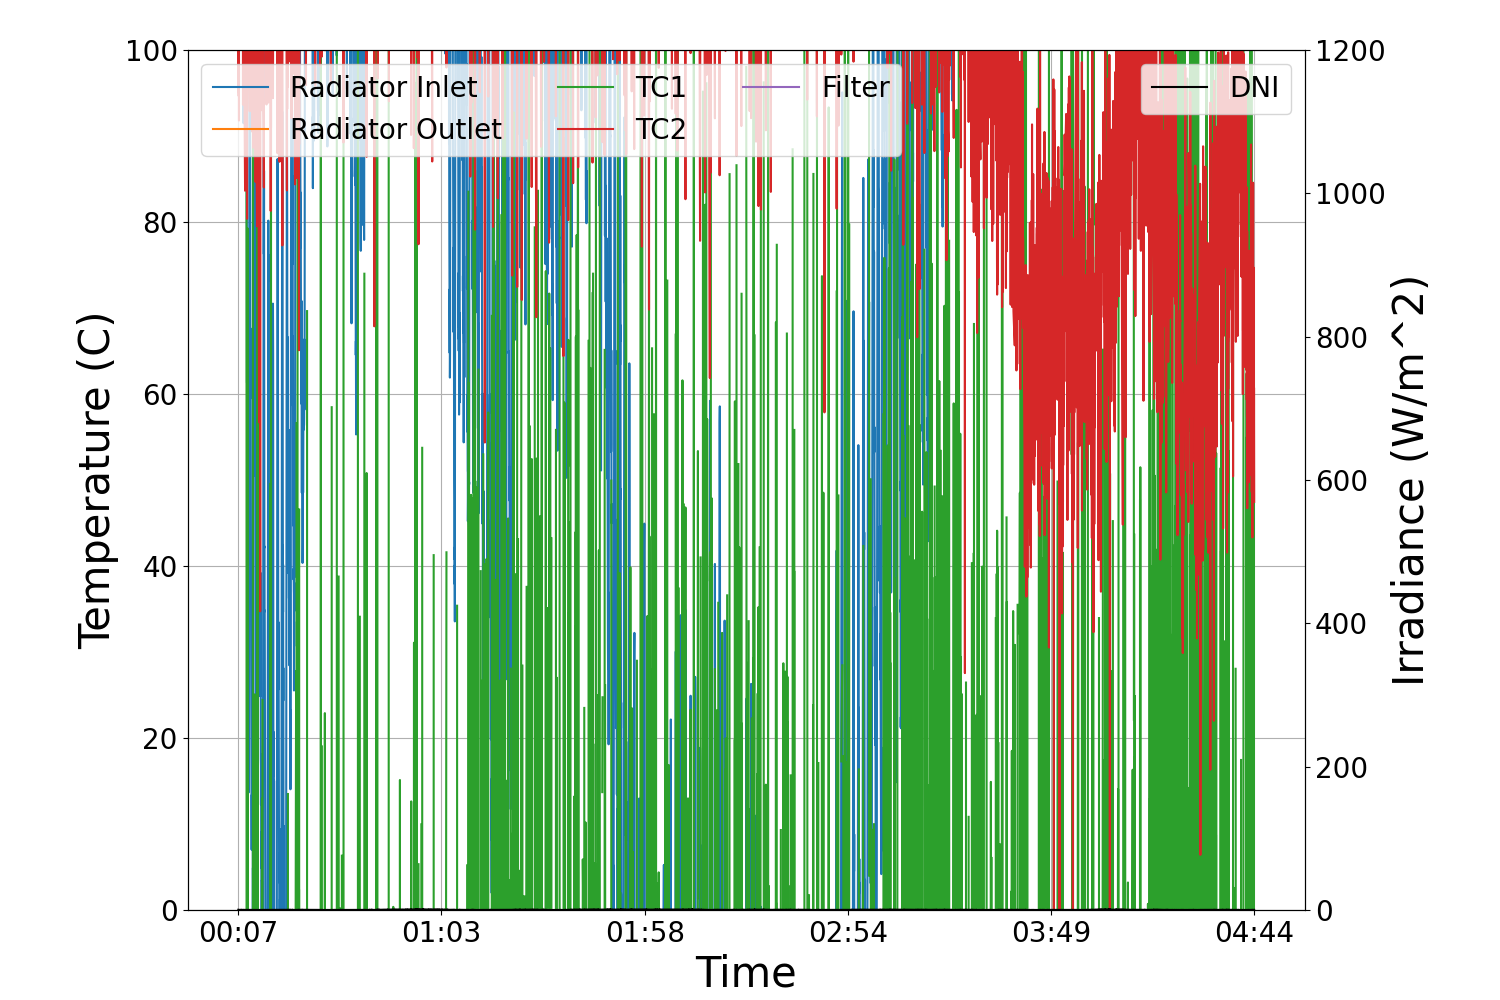 100
80
60
40
20
0
Temperature (C)
Radiator Inlet
Radiator Outlet
TC1
TC2
Filter
DNI
1200
1000
800
600
400
200
0
Irradiance (W/m^2)
00:07
01:03
01:58
02:54
03:49
04:44
Time